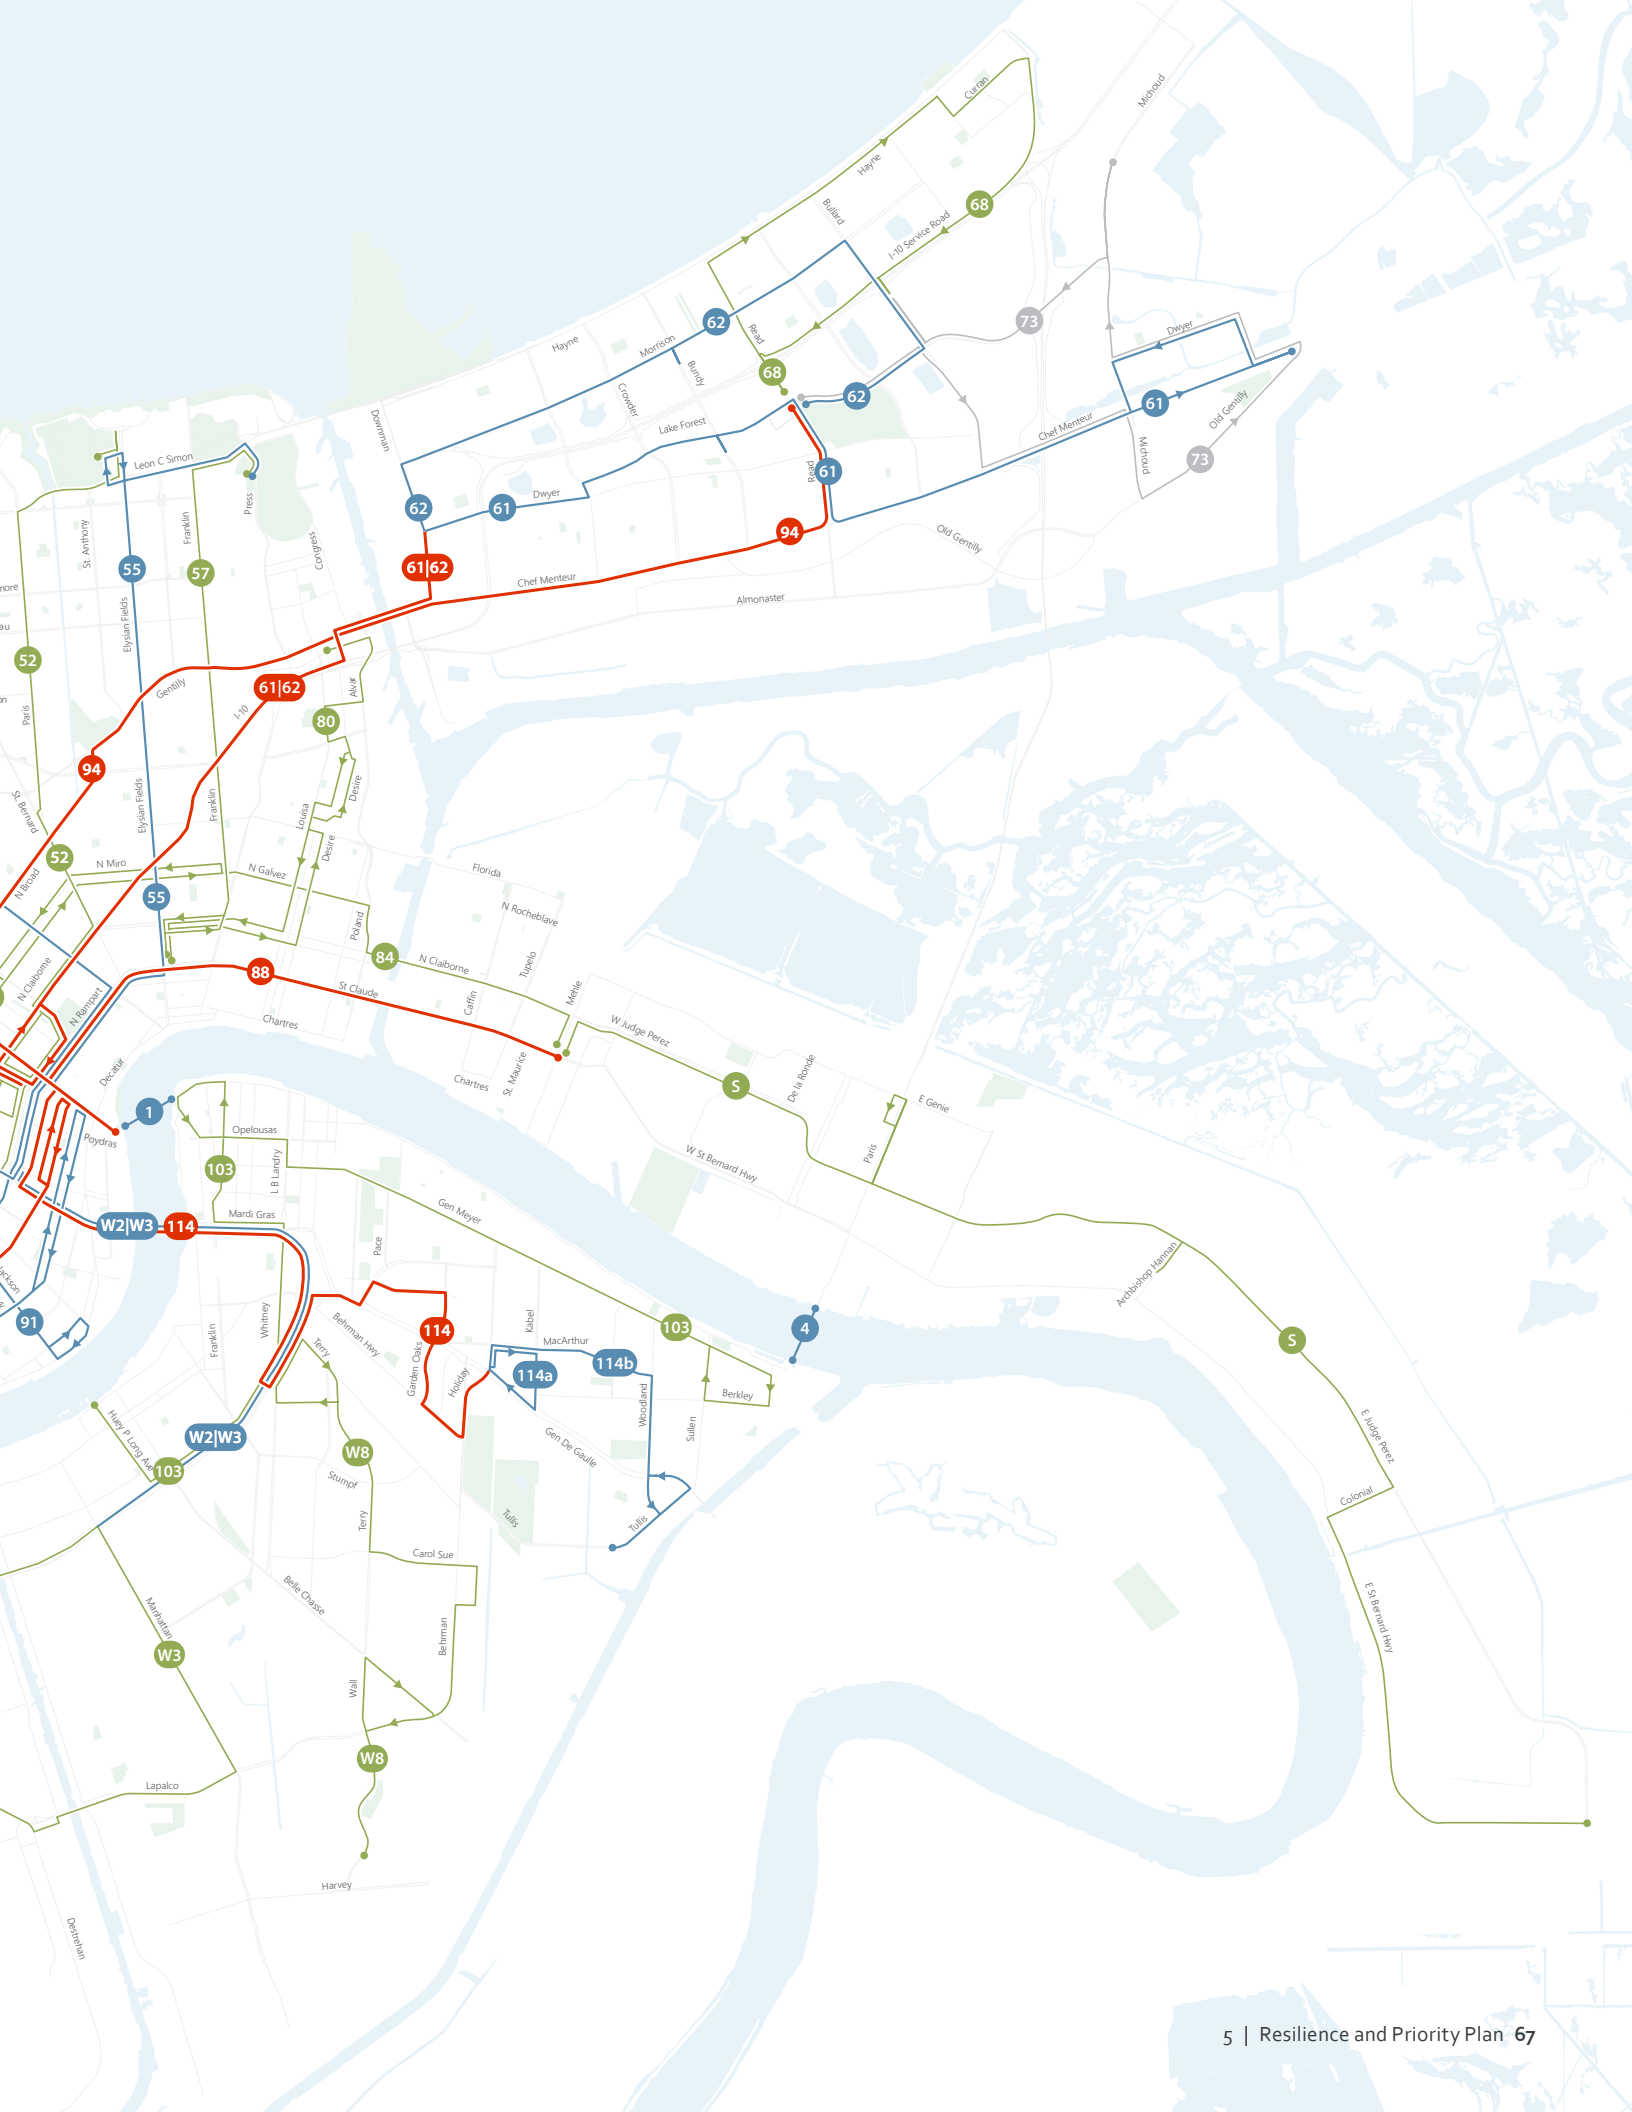 Curran
Michoud
Hayne
68
Bullard
I-10 Service Road
62
73
Read
Dwyer
Hayne
Morrison
Bundy
68
62
Crowder
61
Old Gentilly
Downman
Lake Forest
Chef Menteur
Michoud
73
Leon C Simon
Read
61
Press
Dwyer
62
61
St. Anthony
Franklin
Congress
94
Old Gentilly
55
57
61|62
Chef Menteur
more
Almonaster
au
Elysian Fields
52
61|62
Gentilly
Alvar
on
I-10
Paris
80
94
Desire
St. Bernard
Elysian Fields
Franklin
Louisa
Desire
52
N Miro
N Galvez
Florida
N Broad
55
N Rocheblave
Poland
84
N Claiborne
Tupelo
88
N Claiborne
St Claude
Caffin
Mehle
N Rampart
Chartres
W Judge Perez
Decatur
Chartres
St. Maurice
S
De la Ronde
1
E Genie
Opelousas
Poydras
Paris
103
L B Landry
W St Bernard Hwy
Mardi Gras
Gen Meyer
W2|W3
114
Pace
Archbishop Hannan
Jackson
91
Franklin
Whitney
Behrman Hwy
Terry
114
Kabel
103
4
S
MacArthur
Garden Oaks
Holiday
114a
114b
Berkley
Woodland
Sullen
Huey P Long Ave
W2|W3
103
W8
Gen De Gaulle
E Judge Perez
Stumpf
Terry
Tullis
Tullis
Colonial
Carol Sue
Belle Chasse
Manhattan
Behrman
E St Bernard Hwy
W3
Wall
W8
Lapalco
Harvey
Destrehan
5 | Resilience and Priority Plan 67